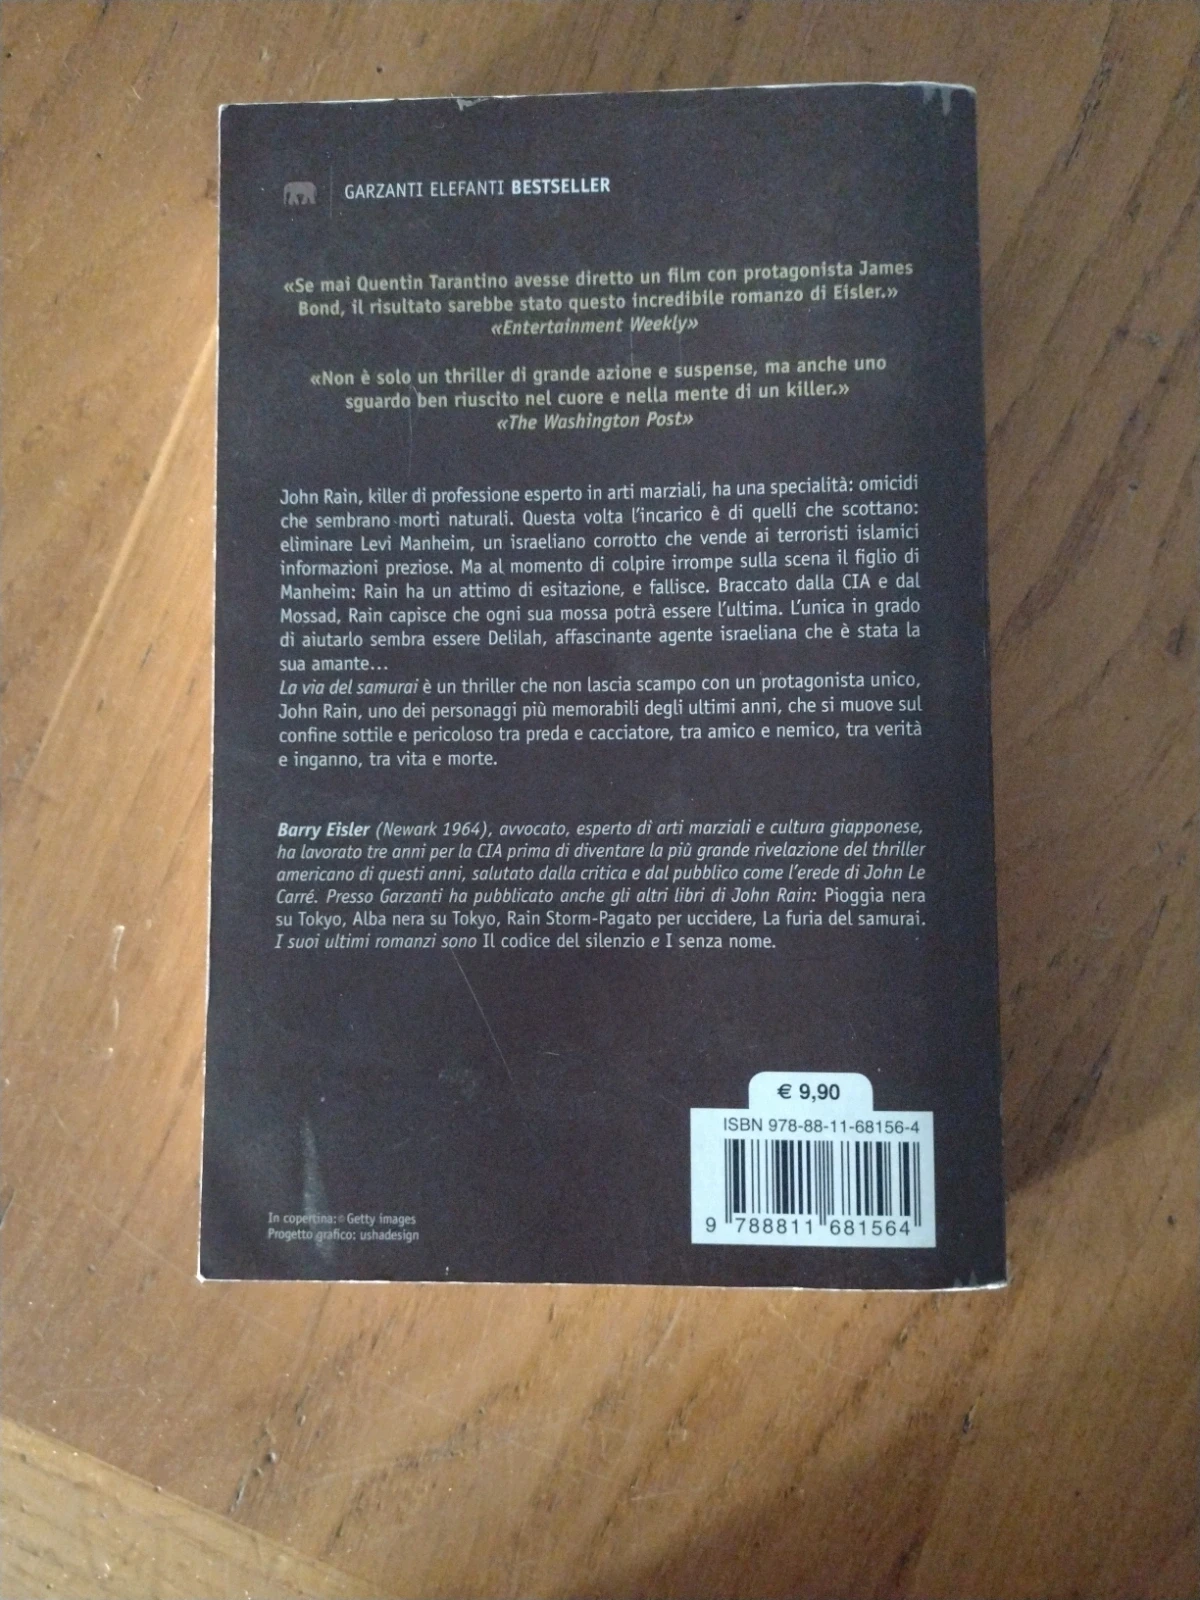 GARZANTI ELEFANTI BESTSELLER
«Se mai Quentin Tarantino avesse diretto un film con protagonista James
Bond, il risultato sarebbe stato questo incredibile romanzo di Eisler.»
«Entertainment Weekly»
«Non è solo un thriller di grande azione e suspense, ma anche uno
sguardo ben riuscito nel cuore e nella mente di un killer.»
«The Washington Post»
John Rain, killer di professione esperto in arti marziali, ha una specialità: omicidi
che sembrano morti naturali. Questa volta l'incarico è di quelli che scottano:
eliminare Levi Manheim, un israeliano corrotto che vende ai terroristi islamici
informazioni preziose. Ma al momento di colpire irrompe sulla scena il figlio di
Manheim: Rain ha un attimo di esitazione, e fallisce. Braccato dalla CIA e dal
Mossad, Rain capisce che ogni sua mossa potrà essere l'ultima. L'unica in grado
di aiutarlo sembra essere Delilah, affascinante agente israeliana che è stata la
sua amante...
La via del samurai è un thriller che non lascia scampo con un protagonista unico,
John Rain, uno dei personaggi più memorabili degli ultimi anni, che si muove sul
confine sottile e pericoloso tra preda e cacciatore, tra amico e nemico, tra verità
e inganno, tra vita e morte.
Barry Eisler (Newark 1964), avvocato, esperto di arti marziali e cultura giapponese,
ha lavorato tre anni per la CIA prima di diventare la più grande rivelazione del thriller
americano di questi anni, salutato dalla critica e dal pubblico come l'erede di John Le
Carré. Presso Garzanti ha pubblicato anche gli altri libri di John Rain: Pioggia nera
su Tokyo, Alba nera su Tokyo, Rain Storm-Pagato per uccidere, La furia del samurai.
I suoi ultimi romanzi sono Il codice del silenzio e I senza nome.
€ 9,90
ISBN 978-88-11-68156-4
9 788811 681564
In copertina: © Getty images
Progetto grafico: ushadesign